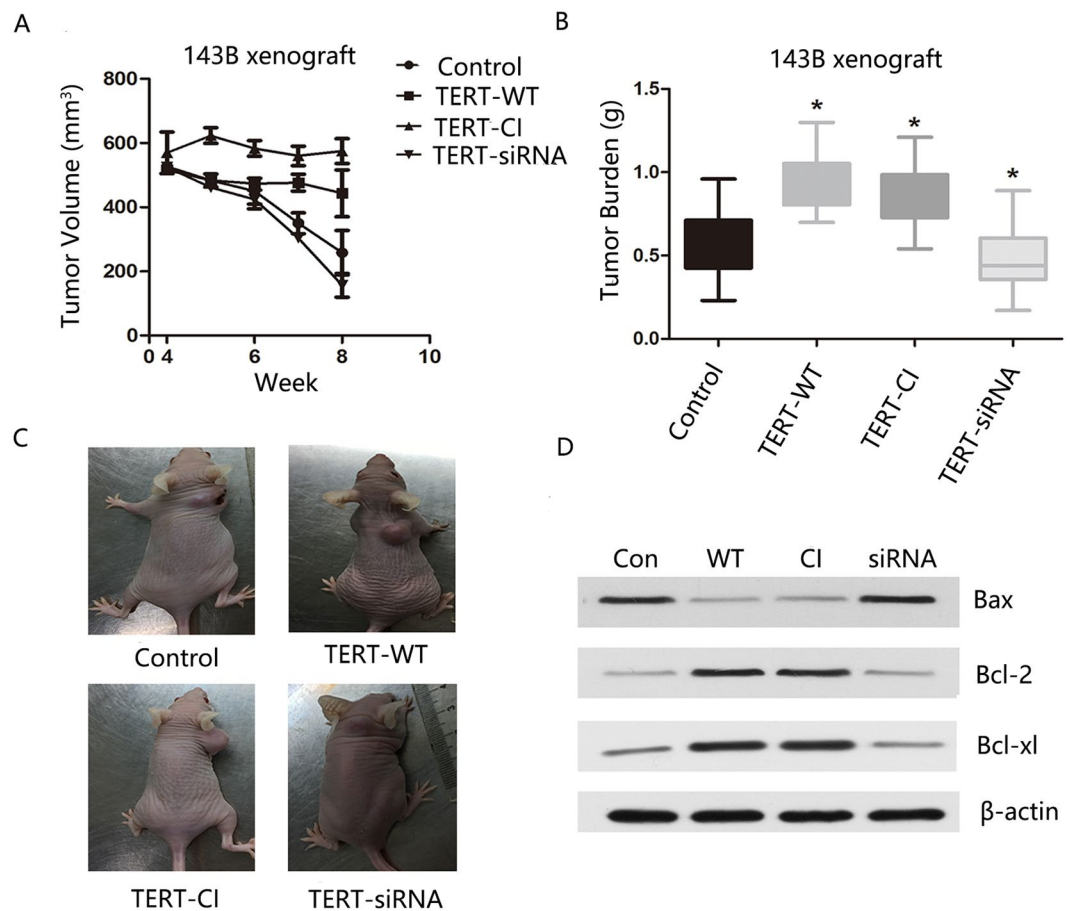 A
143B xenograft
Tumor Volume (mm³)
800
600
400
200
0
0 4 6 8 10
Week
Control
TERT-WT
TERT-CI
TERT-siRNA
B
143B xenograft
Tumor Burden (g)
1.5
1.0
0.5
0.0
* * *
Control
TERT-WT
TERT-CI
TERT-siRNA
C
Control
TERT-WT
TERT-CI
TERT-siRNA
D
Con WT CI siRNA
Bax
Bcl-2
Bcl-xl
β-actin